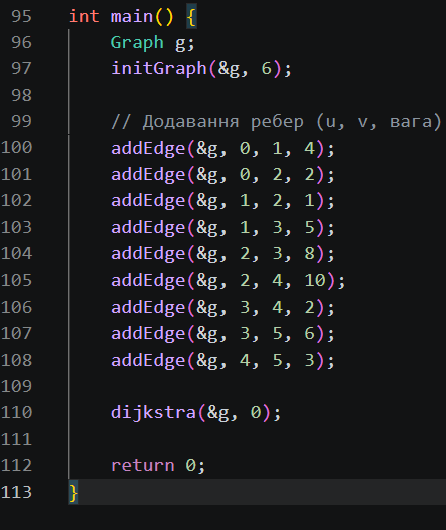 95 int main() {
96 Graph g;
97 initGraph(&g, 6);
98
99 // Додавання ребер (u, v, вага)
100 addEdge(&g, 0, 1, 4);
101 addEdge(&g, 0, 2, 2);
102 addEdge(&g, 1, 2, 1);
103 addEdge(&g, 1, 3, 5);
104 addEdge(&g, 2, 3, 8);
105 addEdge(&g, 2, 4, 10);
106 addEdge(&g, 3, 4, 2);
107 addEdge(&g, 3, 5, 6);
108 addEdge(&g, 4, 5, 3);
109
110 dijkstra(&g, 0);
111
112 return 0;
113 }